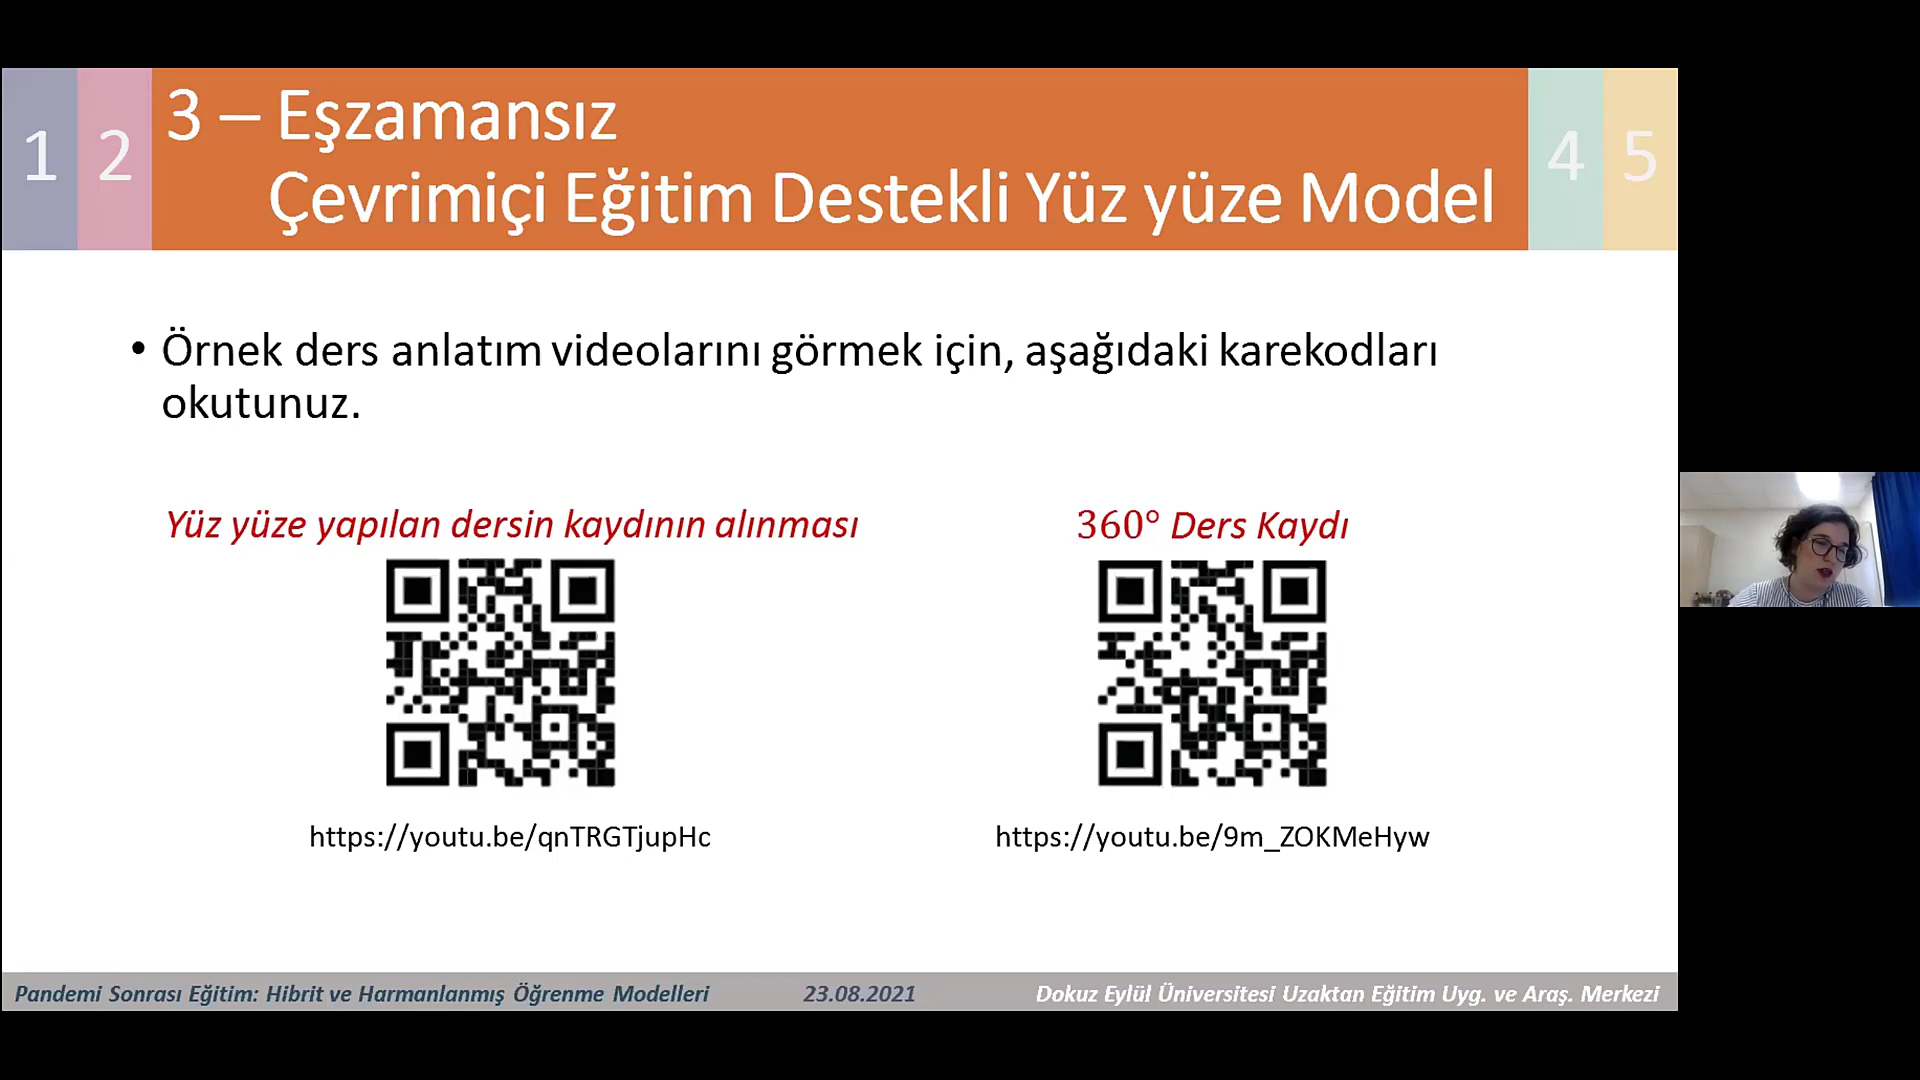 1
2
3 – Eşzamansız
Çevrimiçi Eğitim Destekli Yüz yüze Model
4
5
• Örnek ders anlatım videolarını görmek için, aşağıdaki karekodları
okutunuz.
Yüz yüze yapılan dersin kaydının alınması
360° Ders Kaydı
https://youtu.be/qnTRGTjupHc
https://youtu.be/9m_ZOKMeHyw
Pandemi Sonrası Eğitim: Hibrit ve Harmanlanmış Öğrenme Modelleri
23.08.2021
Dokuz Eylül Üniversitesi Uzaktan Eğitim Uyg. ve Araş. Merkezi